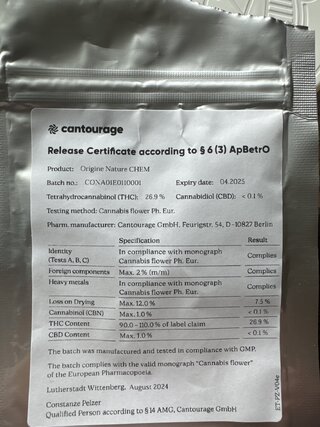 cantourage
Release Certificate according to § 6 (3) ApBetrO
Product: Origine Nature CHEM
Batch no.: CONA01E0110001 Expiry date: 04.2025
Tetrahydrocannabinol (THC): 26.9 % Cannabidiol (CBD): < 0.1 %
Testing method: Cannabis flower Ph. Eur.
Pharm. manufacturer: Cantourage GmbH, Feurigstr. 54, D-10827 Berlin
Specification Result
Identity In compliance with monograph Complies
(Tests A, B, C) Cannabis flower Ph. Eur.
Foreign components Max. 2 % (m/m) Complies
Heavy metals In compliance with monograph Complies
Cannabis flower Ph. Eur.
Loss on Drying Max. 12.0 % 7.5 %
Cannabinol (CBN) Max. 1.0 % < 0.1 %
THC Content 90.0 - 110.0 % of label claim 26.9 %
CBD Content Max. 1.0 % < 0.1 %
The batch was manufactured and tested in compliance with GMP.
The batch complies with the valid monograph "Cannabis flower"
of the European Pharmacopoeia.
Lutherstadt Wittenberg, August 2024
Constanze Pelzer
Qualified Person according to § 14 AMG, Cantourage GmbH
ET-PZ-V04e